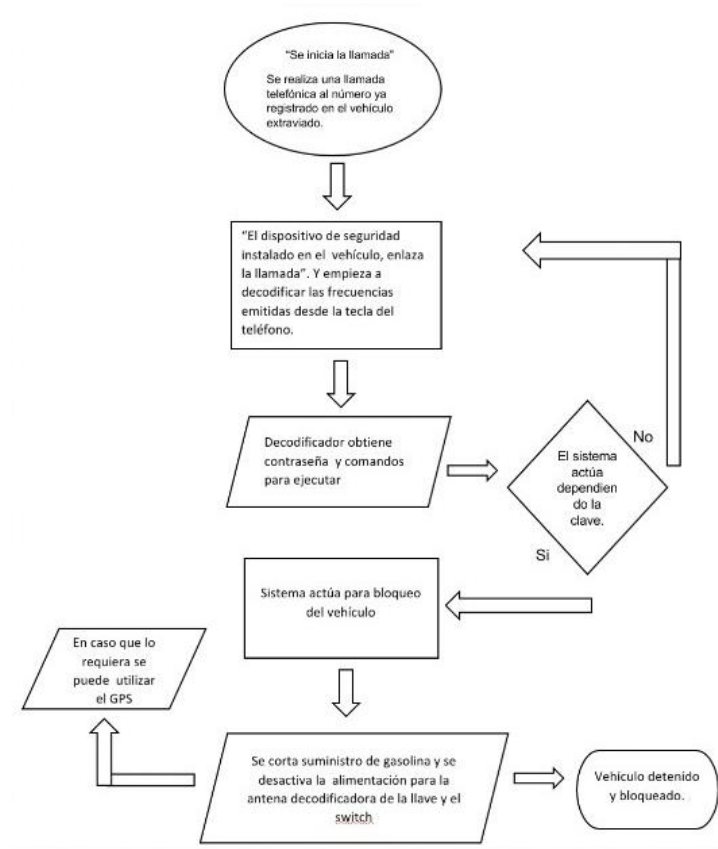 “Se inicia la llamada”
Se realiza una llamada
telefónica al número ya
registrado en el vehículo
extraviado.
“El dispositivo de seguridad
instalado en el vehículo, enlaza
la llamada”. Y empieza a
decodificar las frecuencias
emitidas desde la tecla del
teléfono.
Decodificador obtiene
contraseña y comandos
para ejecutar
El sistema
actúa
dependien
do la
clave.
No
Si
Sistema actúa para bloqueo
del vehículo
En caso que lo
requiera se
puede utilizar
el GPS
Se corta suministro de gasolina y se
desactiva la alimentación para la
antena decodificadora de la llave y el
switch
Vehículo detenido
y bloqueado.